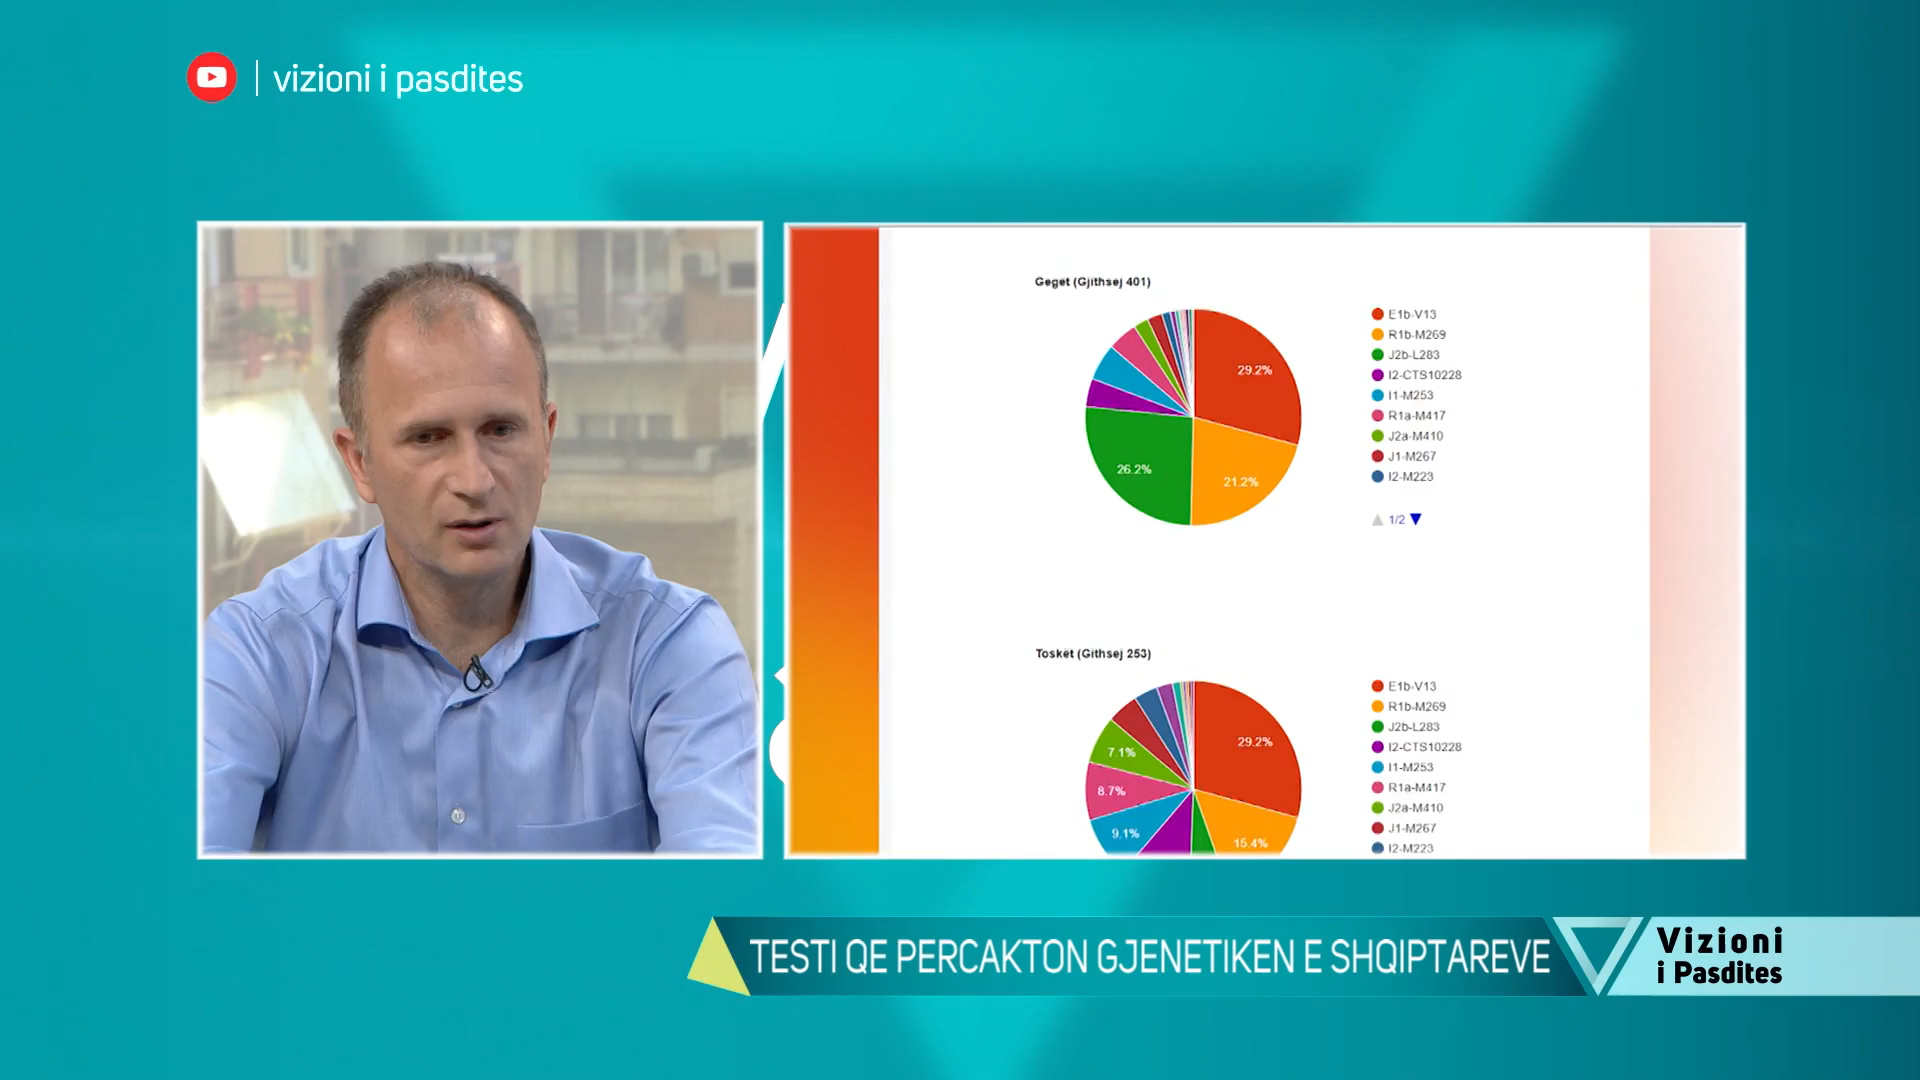 vizioni i pasdites
Geget (Gjithsej 401)
E1b-V13
R1b-M269
J2b-L283
I2-CTS10228
I1-M253
R1a-M417
J2a-M410
J1-M267
I2-M223
1/2
29.2%
26.2%
21.2%
Tosket (Githsej 253)
E1b-V13
R1b-M269
J2b-L283
I2-CTS10228
I1-M253
R1a-M417
J2a-M410
J1-M267
I2-M223
29.2%
7.1%
8.7%
9.1%
15.4%
TESTI QE PERCAKTON GJENETIKEN E SHQIPTAREVE
Vizioni
i Pasdites